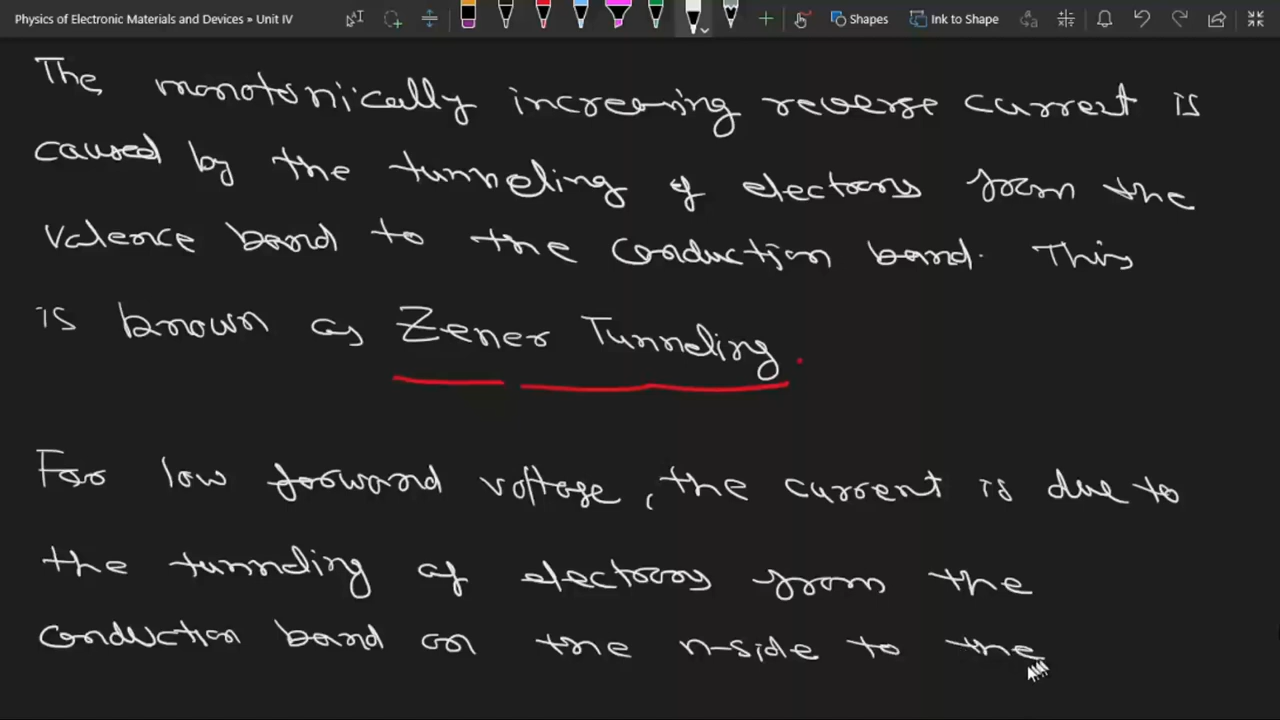 Physics of Electronic Materials and Devices » Unit IV
Shapes
Ink to Shape
The monotonically increasing reverse current is
caused by the tunneling of electrons from the
valence band to the conduction band. This
is known as Zener Tunneling.
For low forward voltage, the current is due to
the tunneling of electrons from the
conduction band on the n-side to the